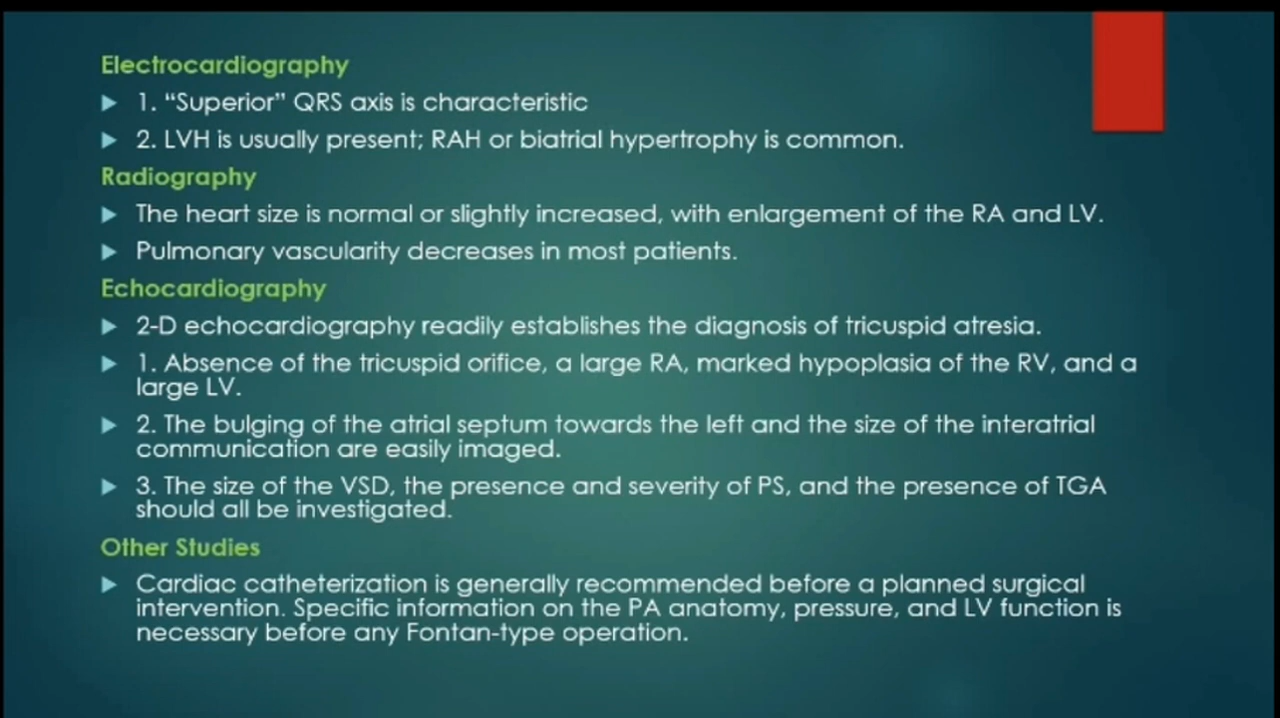 Electrocardiography
1. “Superior” QRS axis is characteristic
2. LVH is usually present; RAH or biatrial hypertrophy is common.
Radiography
The heart size is normal or slightly increased, with enlargement of the RA and LV.
Pulmonary vascularity decreases in most patients.
Echocardiography
2-D echocardiography readily establishes the diagnosis of tricuspid atresia.
1. Absence of the tricuspid orifice, a large RA, marked hypoplasia of the RV, and a
large LV.
2. The bulging of the atrial septum towards the left and the size of the interatrial
communication are easily imaged.
3. The size of the VSD, the presence and severity of PS, and the presence of TGA
should all be investigated.
Other Studies
Cardiac catheterization is generally recommended before a planned surgical
intervention. Specific information on the PA anatomy, pressure, and LV function is
necessary before any Fontan-type operation.